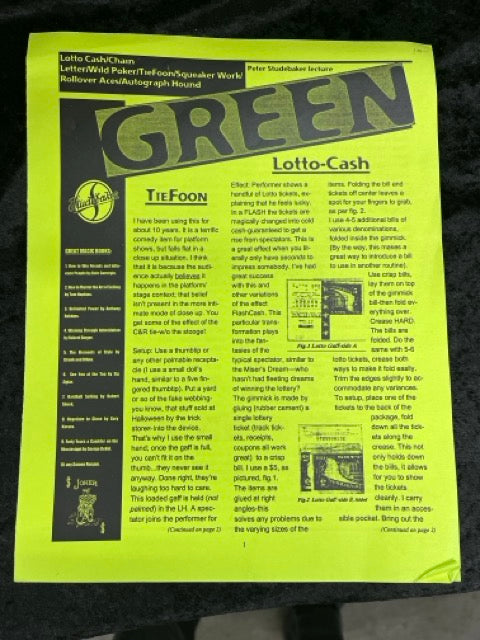 Lotto Cash/Chain
Letter/Wild Poker/TieFoon/Squeaker Work/
Rollover Aces/Autograph Hound
Peter Studebaker lecture
GREEN
GREAT MAGIC BOOKS:
JOKER
TIEFOON
I have been using this for
about 10 years. It is a terrific
comedy item for platform
shows, but falls flat in a
close up situation. I think
that it is because the audi-
ence actually believes it
happens in the platform/
stage context; that belief
isn't present in the more inti-
mate mode of close up. You
get some of the effect of the
C&R tie-w/o the stooge!
Setup: Use a thumbtip or
any other palmable recepta-
cle (I use a small doll's
hand, similar to a five fin-
gered thumbtip). Put a yard
or so of the fake webbing-
you know, that stuff sold at
Halloween by the trick
store-into the device.
That's why I use the small
hand; once the gaff is full,
you can't fit it on the
thumb...they never see it
anyway. Done right, they're
laughing too hard to care.
This loaded gaff is held (not
palmed) in the LH. A spec-
tator joins the performer for
(Continued on page 2)
Lotto-Cash
Effect: Performer shows a
handful of Lotto tickets, ex-
plaining that he feels lucky.
In a FLASH the tickets are
magically changed into cold
cash-guaranteed to get a
rise from spectators. This is
a great effect when you lit-
erally only have seconds to
impress somebody. I've had
great success
with this and
other variations
of the effect
FlashCash. This
particular trans-
formation plays
into the fan-
tasies of the
typical spectator, similar to
the Miser's Dream—who
hasn't had fleeting dreams
of winning the lottery?
The gimmick is made by
gluing (rubber cement) a
single lottery
ticket (track tick-
ets, receipts,
coupons all work
great) to a crisp
bill. I use a $5, as
pictured, fig.1.
The items are
glued at right
angles-this
solves any problems due to
the varying sizes of the
items. Folding the bill and
tickets off center leaves a
spot for your fingers to grab,
as per fig. 2.
I use 4-5 additional bills of
various denominations,
folded inside the gimmick.
(By the way, this makes a
great way to introduce a bill
to use in another routine).
Use crisp bills,
lay them on top
of the gimmick
bill-then fold ev-
erything over.
Crease HARD.
The bills are
folded. Do the
same with 5-6
lotto tickets, crease both
ways to make it fold easily.
Trim the edges slightly to ac-
commodate any variances.
To setup, place one of the
tickets to the back of the
package, fold
down all the tick-
ets along the
crease. This not
only holds down
the bills, it allows
for you to show
the tickets
cleanly. I carry
them in an acces-
sible pocket. Bring out the
(Continued on page 2)
Fig.1 Lotto Gaff-side A
1